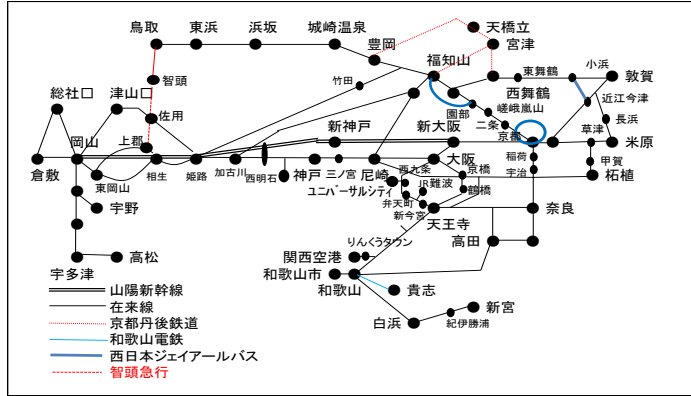 鳥取
東浜
浜坂
城崎温泉
豊岡
天橋立
宮津
福知山
東舞鶴
小浜
敦賀
西舞鶴
近江今津
長浜
竹田
園部
嵯峨嵐山
二条
京都
草津
米原
智頭
総社口
津山口
佐用
上郡
新神戸
新大阪
稲荷
宇治
甲賀
柘植
岡山
倉敷
東岡山
相生
姫路
加古川
西明石
神戸
三ノ宮
尼崎
大阪
西九条
京橋
ユニバーサルシティ
JR難波
鶴橋
弁天町
新今宮
天王寺
奈良
高田
宇野
高松
宇多津
関西空港
りんくうタウン
和歌山市
和歌山
貴志
白浜
紀伊勝浦
新宮
山陽新幹線
在来線
京都丹後鉄道
和歌山電鉄
西日本ジェイアールバス
智頭急行